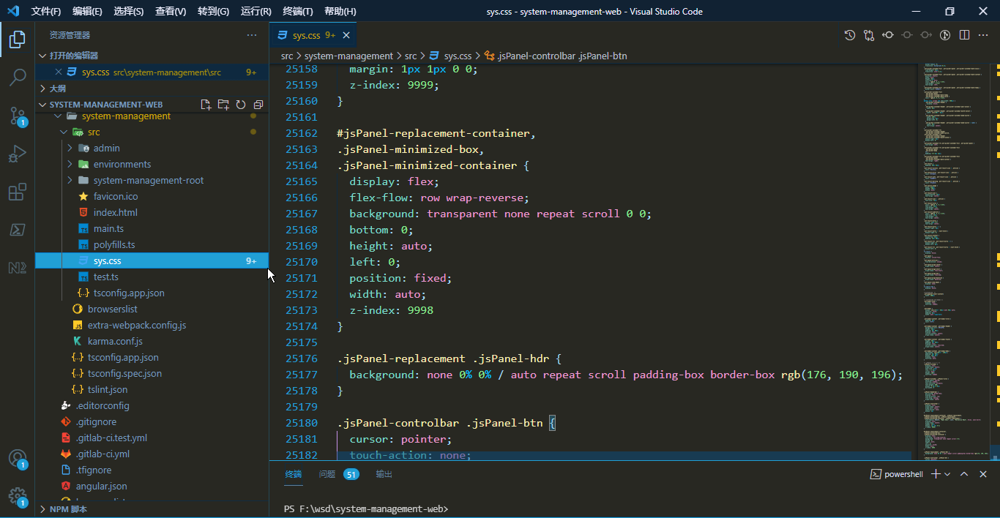 文件(F) 编辑(E) 选择(S) 查看(V) 转到(G) 运行(R) 终端(T) 帮助(H) sys.css - system-management-web - Visual Studio Code
资源管理器
打开的编辑器
sys.css src\system-management\src 9+
大纲
SYSTEM-MANAGEMENT-WEB
system-management
src
admin
environments
system-management-root
favicon.ico
index.html
main.ts
polyfills.ts
sys.css 9+
test.ts
tsconfig.app.json
browserslist
extra-webpack.config.js
karma.conf.js
tsconfig.app.json
tsconfig.spec.json
tslint.json
.editorconfig
.gitignore
.gitlab-ci.test.yml
.gitlab-ci.yml
.tfignore
angular.json
NPM 脚本
1
1
1
sys.css 9+
src > system-management > src > sys.css > .jsPanel-controlbar .jsPanel-btn
25158 margin: 1px 1px 0 0;
25159 z-index: 9999;
25160 }
25161
25162 #jsPanel-replacement-container,
25163 .jsPanel-minimized-box,
25164 .jsPanel-minimized-container {
25165 display: flex;
25166 flex-flow: row wrap-reverse;
25167 background: transparent none repeat scroll 0 0;
25168 bottom: 0;
25169 height: auto;
25170 left: 0;
25171 position: fixed;
25172 width: auto;
25173 z-index: 9998
25174 }
25175
25176 .jsPanel-replacement .jsPanel-hdr {
25177 background: none 0% 0% / auto repeat scroll padding-box border-box rgb(176, 190, 196);
25178 }
25179
25180 .jsPanel-controlbar .jsPanel-btn {
25181 cursor: pointer;
25182 touch-action: none;
终端 问题 51 输出 powershell
PS F:\wsd\system-management-web>